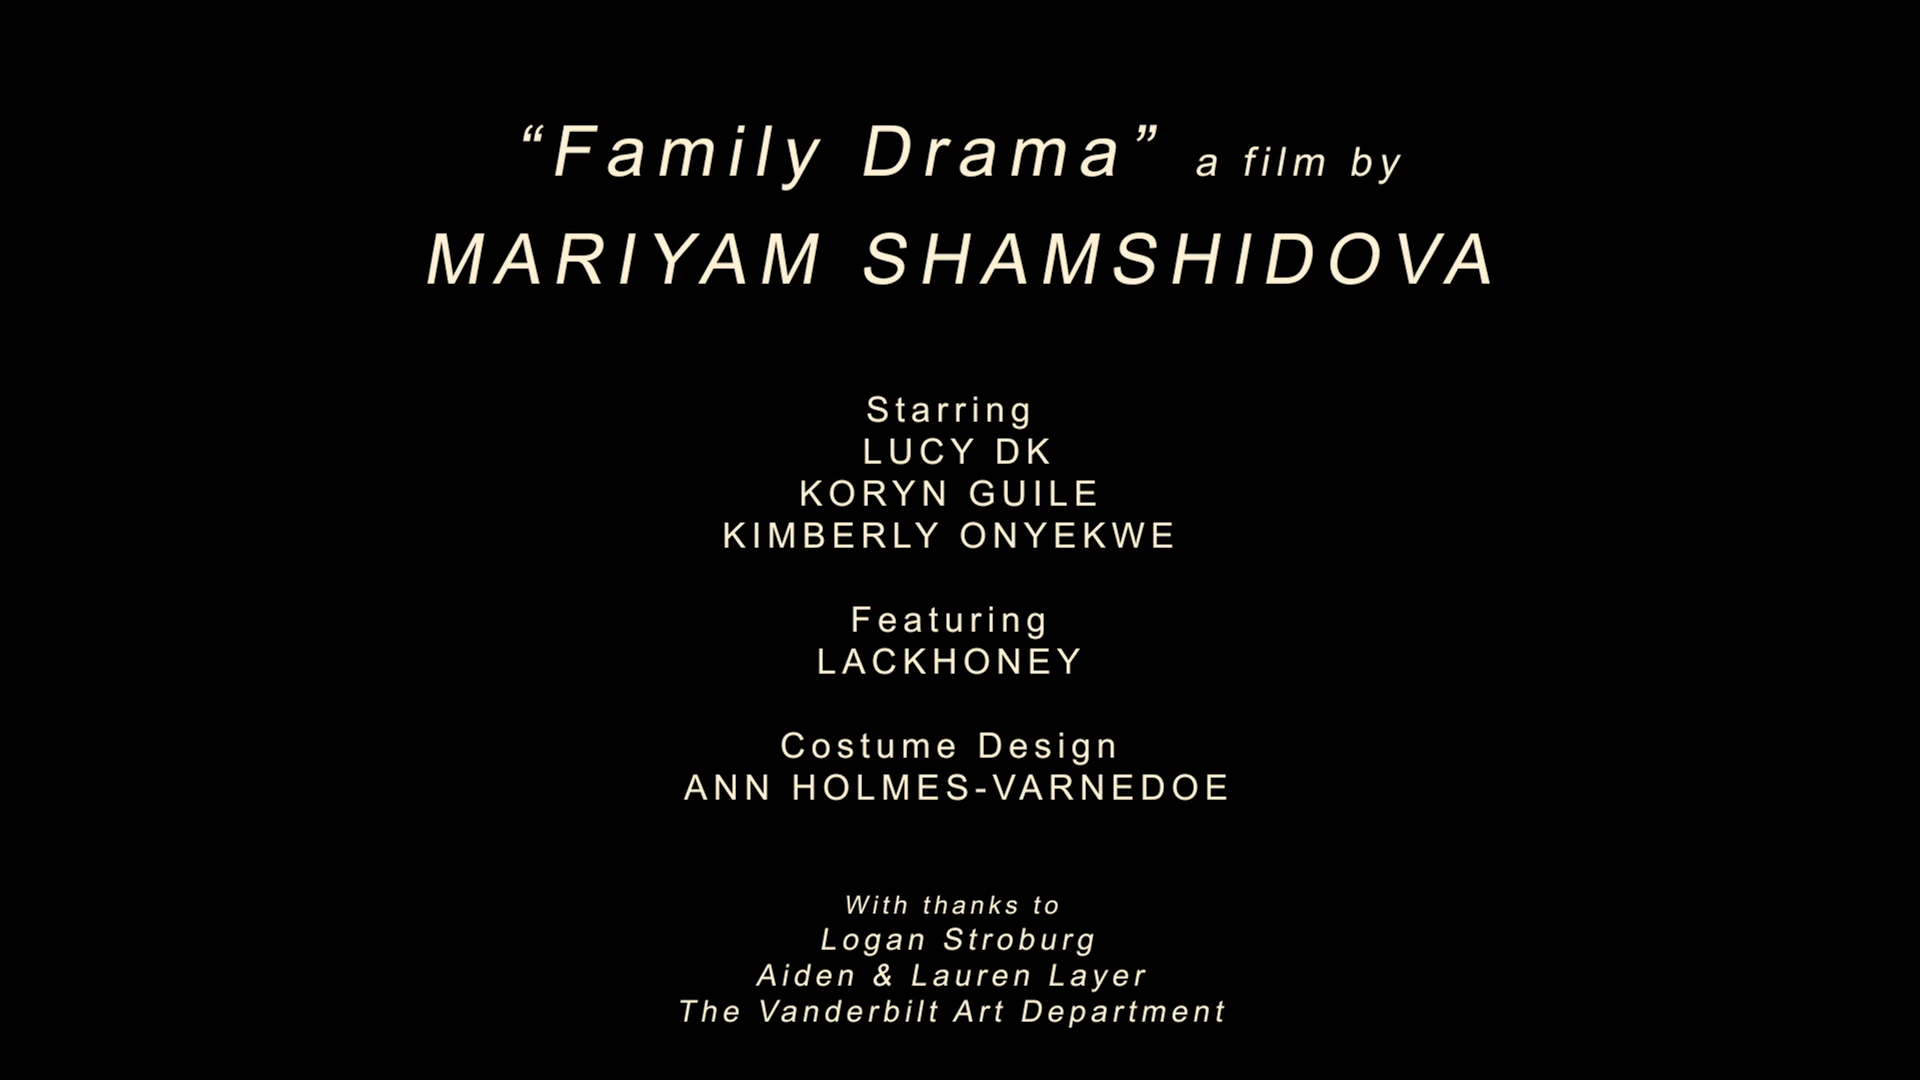 “Family Drama” a film by
MARIYAM SHAMSHIDOVA
Starring
LUCY DK
KORYN GUILE
KIMBERLY ONYEKWE
Featuring
LACKHONEY
Costume Design
ANN HOLMES-VARNEDOE
With thanks to
Logan Stroburg
Aiden & Lauren Layer
The Vanderbilt Art Department